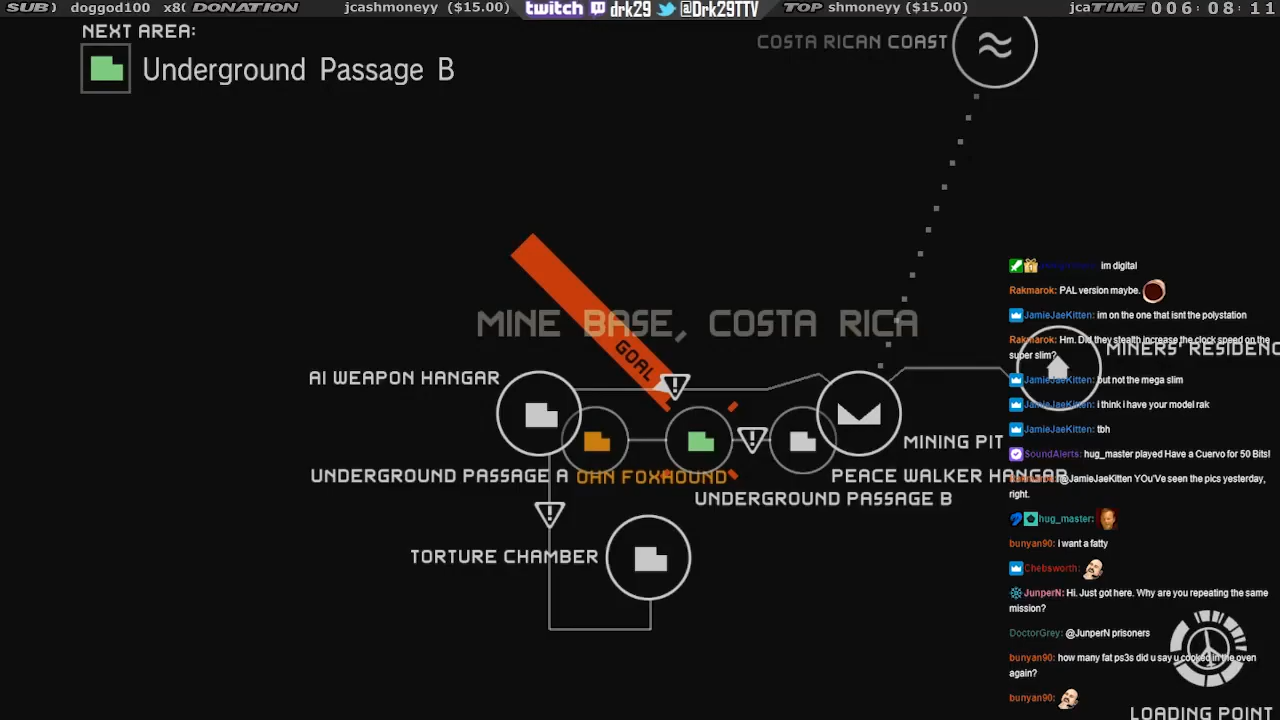 SUB) doggod100 x8( DONATION jcashmoneyy ($15.00) twitch drk29 @Drk29TTV TOP shmoneyy ($15.00) jca TIME 006:08:11
NEXT AREA:
Underground Passage B
COSTA RICAN COAST
MINE BASE, COSTA RICA
GOAL
MINERS' RESIDENC
AI WEAPON HANGAR
MINING PIT
UNDERGROUND PASSAGE A
OHN FOXHOUND
PEACE WALKER HANGAR
UNDERGROUND PASSAGE B
TORTURE CHAMBER
im digital
Rakmarok: PAL version maybe.
JamieJaeKitten: im on the one that isnt the polystation
Rakmarok: Hm. Did they stealth increase the clock speed on the
super slim?
JamieJaeKitten: but not the mega slim
JamieJaeKitten: i think i have your model rak
JamieJaeKitten: tbh
SoundAlerts: hug_master played Have a Cuervo for 50 Bits!
@JamieJaeKitten YOu'Ve seen the pics yesterday,
right.
hug_master:
bunyan90: i want a fatty
Chebsworth:
JunperN: Hi. Just got here. Why are you repeating the same
mission?
DoctorGrey: @JunperN prisoners
bunyan90: how many fat ps3s did u say u cooked in the oven
again?
bunyan90:
LOADING POINT